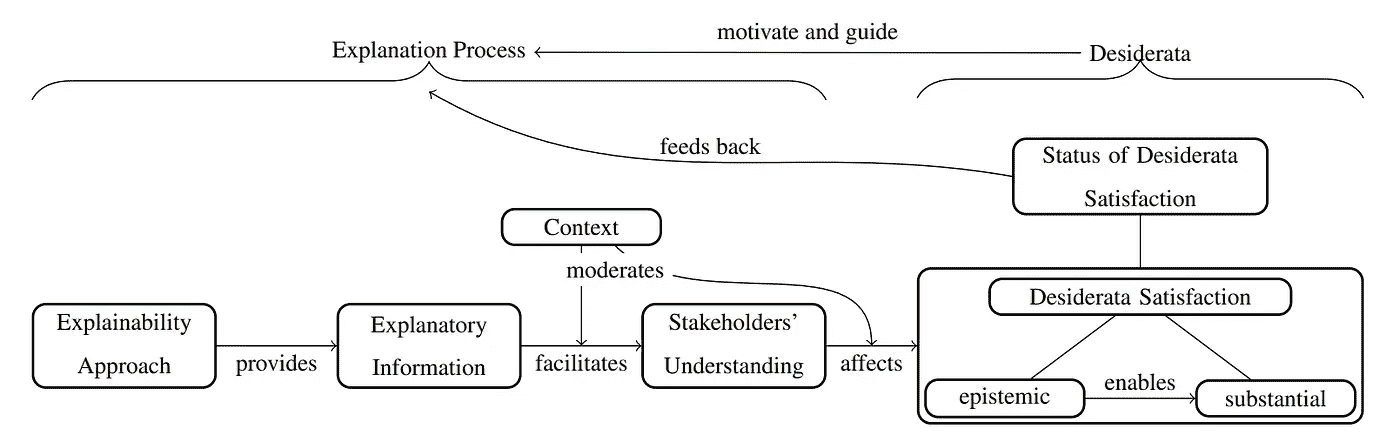 motivate and guide
Explanation Process
Desiderata
feeds back
Status of Desiderata
Satisfaction
Context
moderates
Desiderata Satisfaction
Explainability
Approach
provides
Explanatory
Information
facilitates
Stakeholders’
Understanding
affects
epistemic
enables
substantial